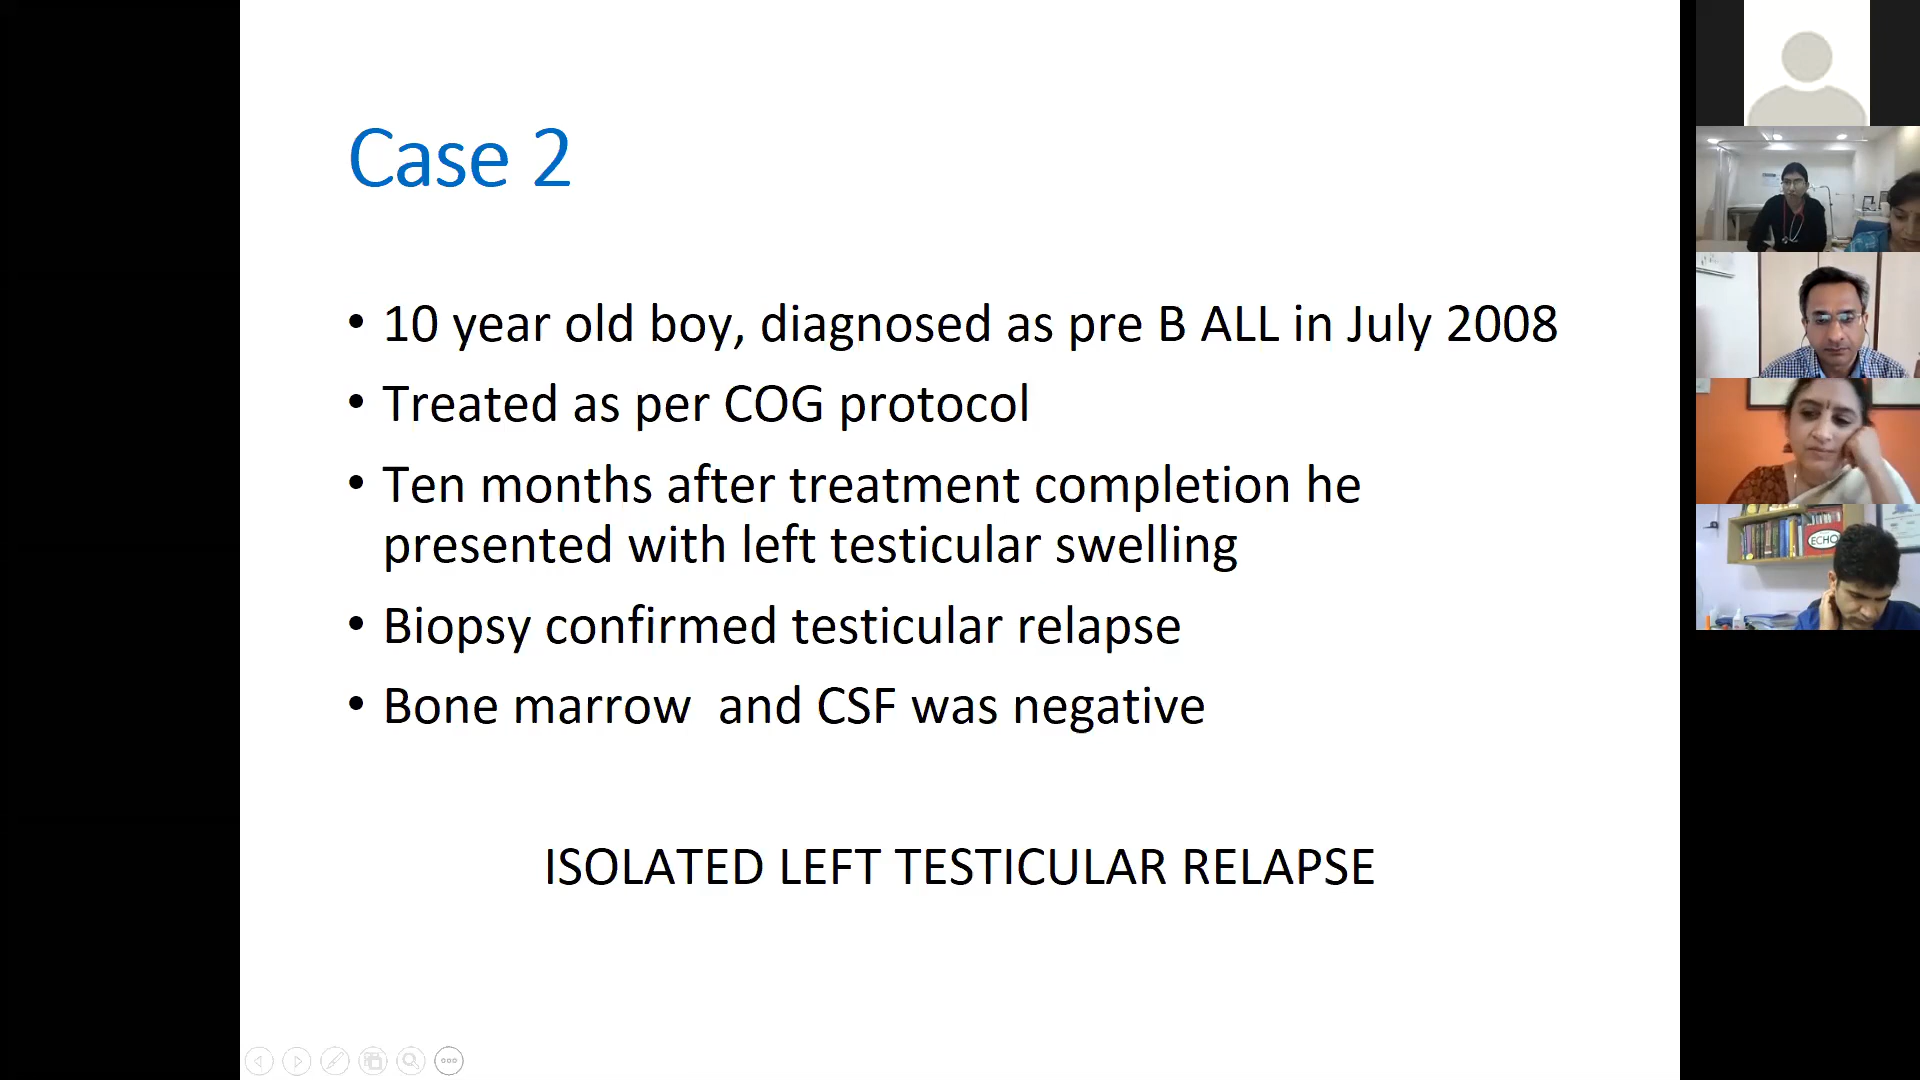 Case 2
• 10 year old boy, diagnosed as pre B ALL in July 2008
• Treated as per COG protocol
• Ten months after treatment completion he
presented with left testicular swelling
• Biopsy confirmed testicular relapse
• Bone marrow  and CSF was negative
ISOLATED LEFT TESTICULAR RELAPSE
ECHO